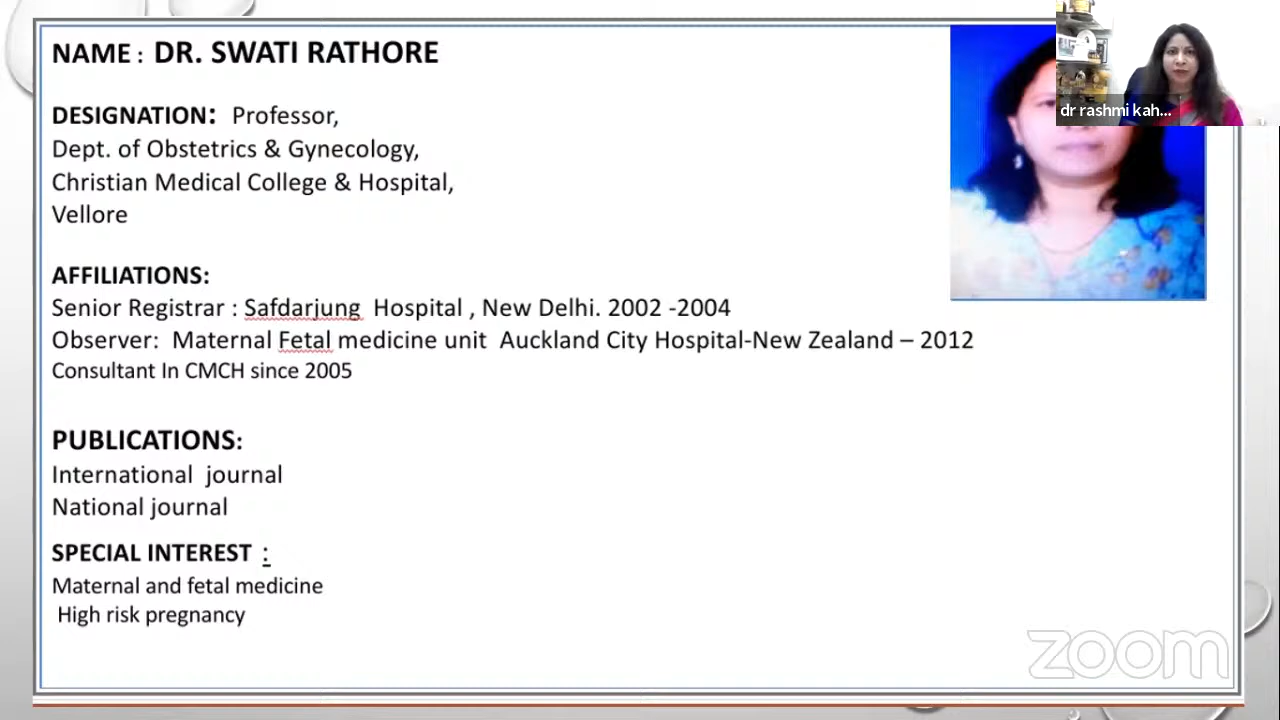 NAME : DR. SWATI RATHORE
dr rashmi kah...
DESIGNATION: Professor,
Dept. of Obstetrics & Gynecology,
Christian Medical College & Hospital,
Vellore
AFFILIATIONS:
Senior Registrar : Safdarjung Hospital , New Delhi. 2002 -2004
Observer: Maternal Fetal medicine unit Auckland City Hospital-New Zealand – 2012
Consultant In CMCH since 2005
PUBLICATIONS:
International journal
National journal
SPECIAL INTEREST :
Maternal and fetal medicine
High risk pregnancy
zoom